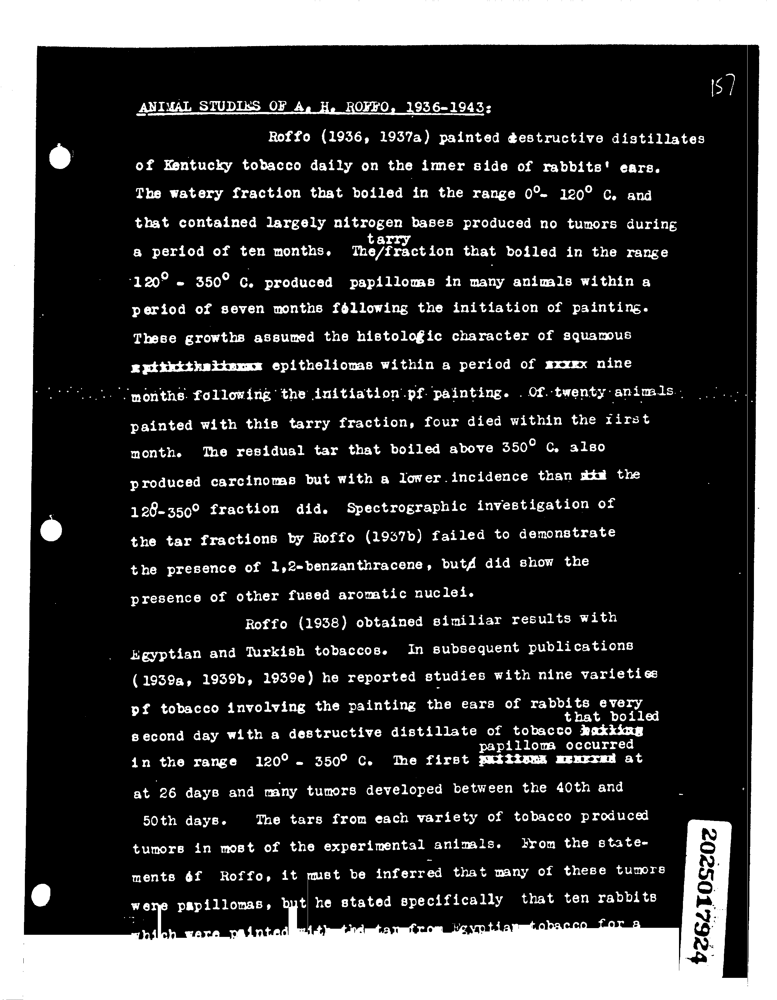 157
ANIMAL STUDIES OF A. H. ROFFO, 1936-1943:
Roffo (1936, 1937a) painted destructive distillates
of Kentucky tobacco daily on the inner side of rabbits' ears.
The watery fraction that boiled in the range 0º- 120º C. and
that contained largely nitrogen bases produced no tumors during
tarry
a period of ten months. The/fraction that boiled in the range
120º - 350º C. produced papillomas in many animals within a
period of seven months following the initiation of painting.
These growths assumed the histologic character of squamous
epitheliomas within a period of nine
months following the initiation pf painting. Of twenty animals
painted with this tarry fraction, four died within the first
month. The residual tar that boiled above 350º C. also
produced carcinomas but with a lower incidence than the
120-350º fraction did. Spectrographic investigation of
the tar fractions by Roffo (1937b) failed to demonstrate
the presence of 1,2-benzanthracene, but did show the
presence of other fused aromatic nuclei.
Roffo (1938) obtained similiar results with
Egyptian and Turkish tobaccos. In subsequent publications
(1939a, 1939b, 1939e) he reported studies with nine varieties
pf tobacco involving the painting the ears of rabbits every
that boiled
second day with a destructive distillate of tobacco
papilloma occurred
in the range 120º - 350º C. The first at
at 26 days and many tumors developed between the 40th and
50th days. The tars from each variety of tobacco produced
tumors in most of the experimental animals. From the state-
ments of Roffo, it must be inferred that many of these tumors
were papillomas, but he stated specifically that ten rabbits
which were painted with the tar from Egyptian tobacco for a
2025017924